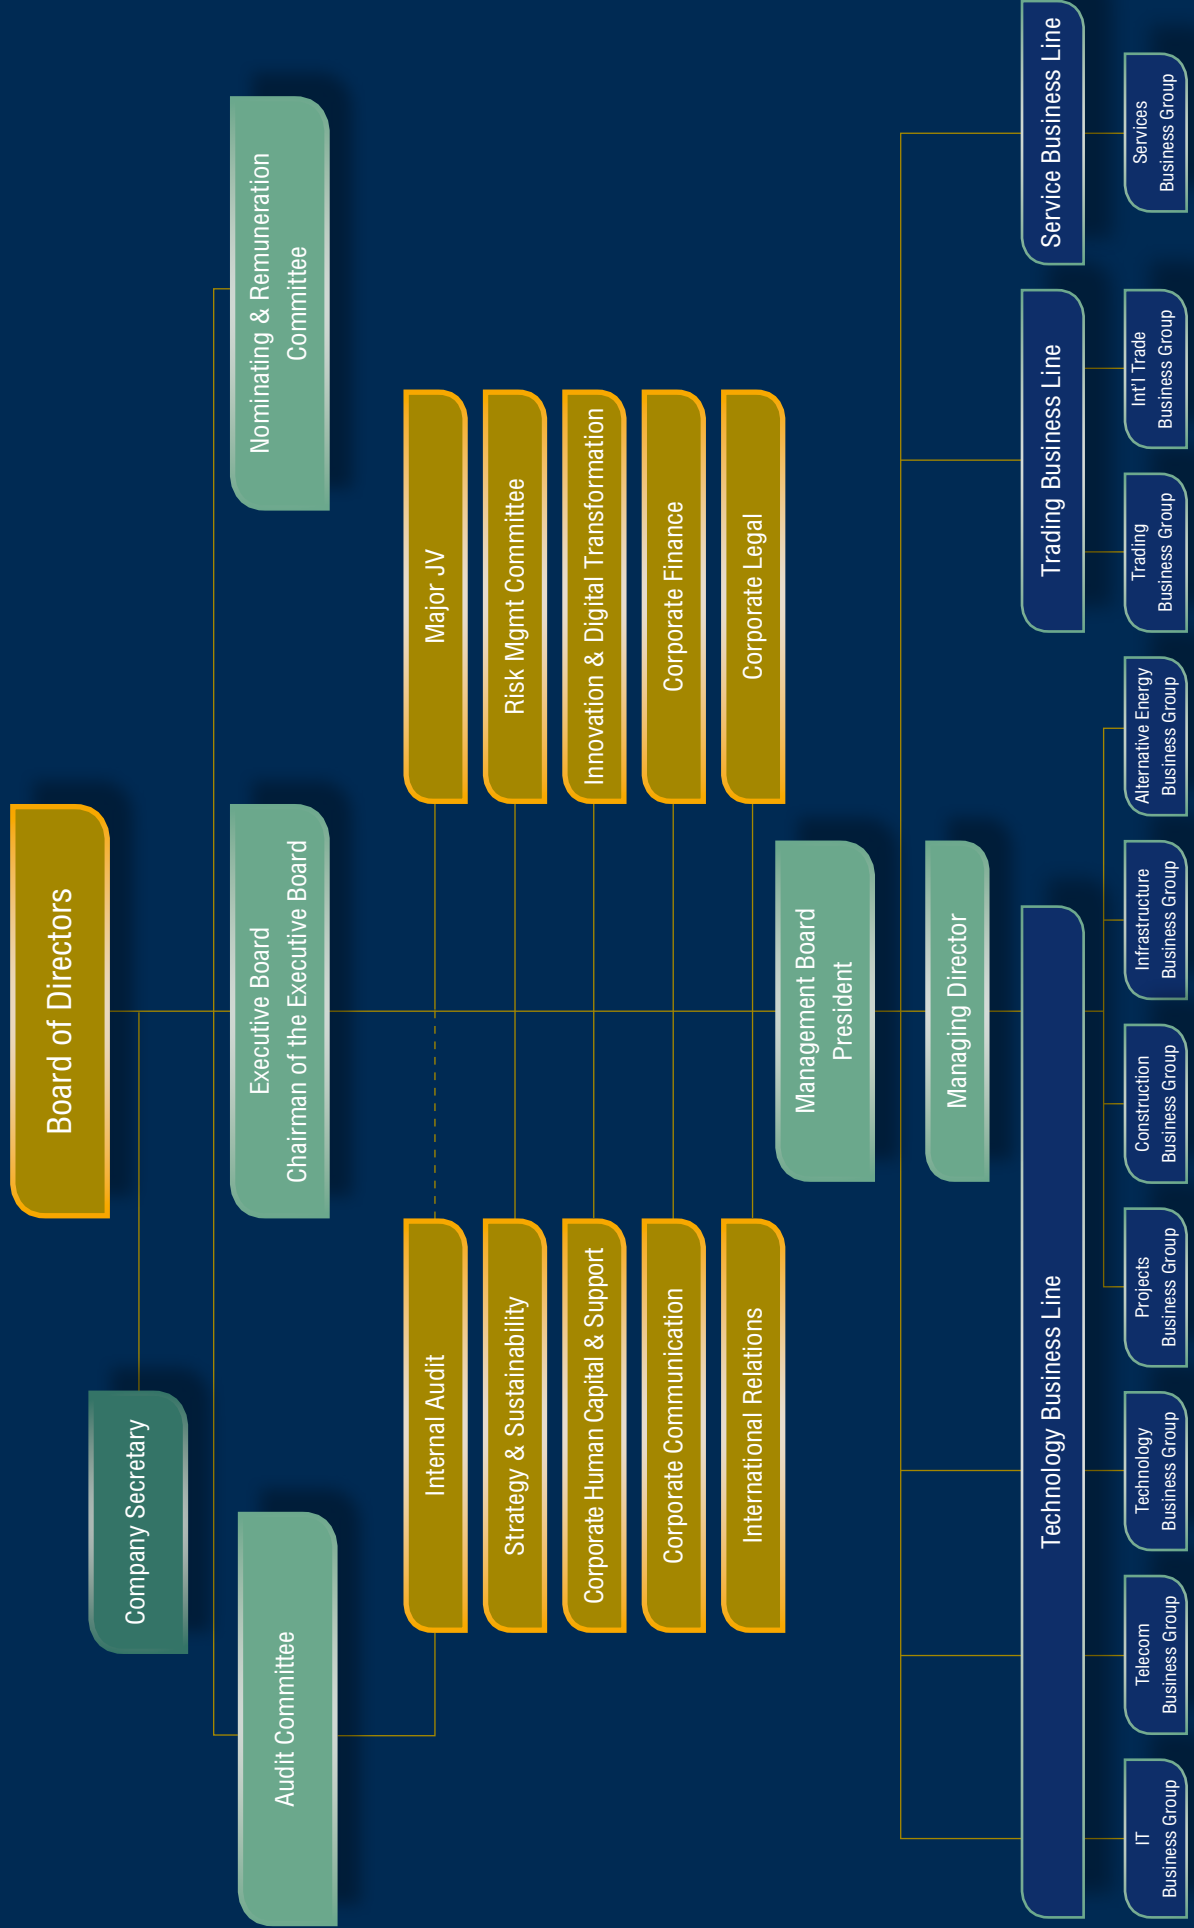 Board of Directors
Company Secretary
Audit Committee
Executive Board
Chairman of the Executive Board
Nominating & Remuneration
Committee
Internal Audit
Major JV
Strategy & Sustainability
Risk Mgmt Committee
Corporate Human Capital & Support
Innovation & Digital Transformation
Corporate Communication
Corporate Finance
International Relations
Corporate Legal
Management Board
President
Managing Director
Technology Business Line
Trading Business Line
Service Business Line
IT
Business Group
Telecom
Business Group
Technology
Business Group
Projects
Business Group
Construction
Business Group
Infrastructure
Business Group
Alternative Energy
Business Group
Trading
Business Group
Int'l Trade
Business Group
Services
Business Group